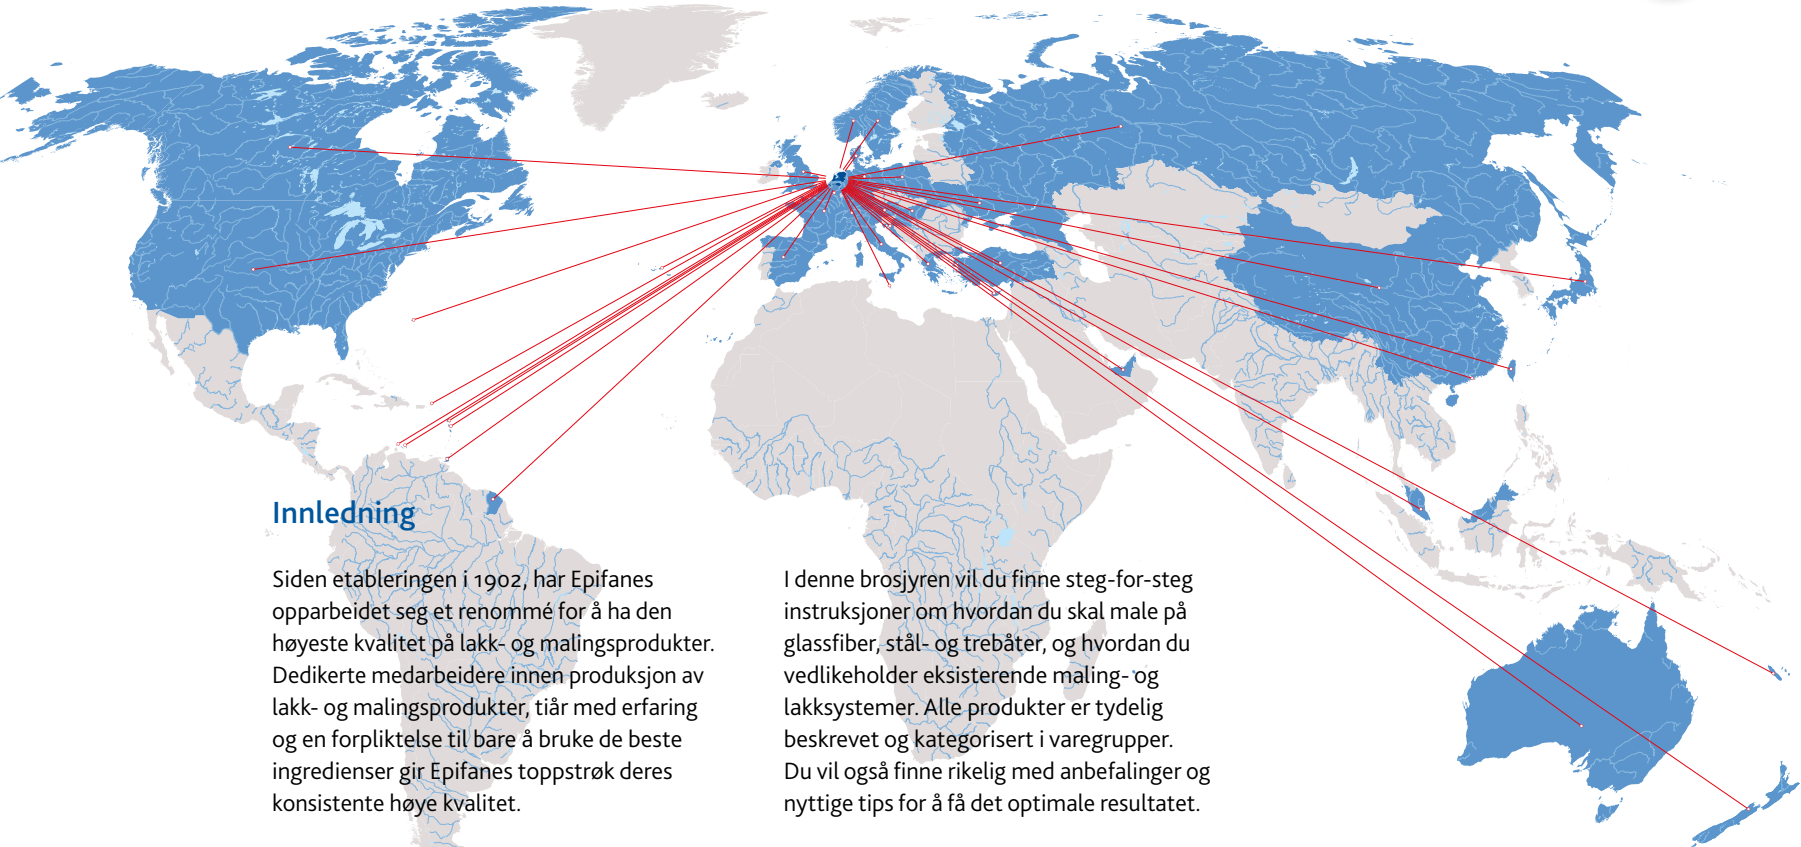 Innledning
Siden etableringen i 1902, har Epifanes
opparbeidet seg et renommé for å ha den
høyeste kvalitet på lakk- og malingsprodukter.
Dedikerte medarbeidere innen produksjon av
lakk- og malingsprodukter, tiår med erfaring
og en forpliktelse til bare å bruke de beste
ingredienser gir Epifanes toppstrøk deres
konsistente høye kvalitet.
I denne brosjyren vil du finne steg-for-steg
instruksjoner om hvordan du skal male på
glassfiber, stål- og trebåter, og hvordan du
vedlikeholder eksisterende maling- og
lakksystemer. Alle produkter er tydelig
beskrevet og kategorisert i varegrupper.
Du vil også finne rikelig med anbefalinger og
nyttige tips for å få det optimale resultatet.